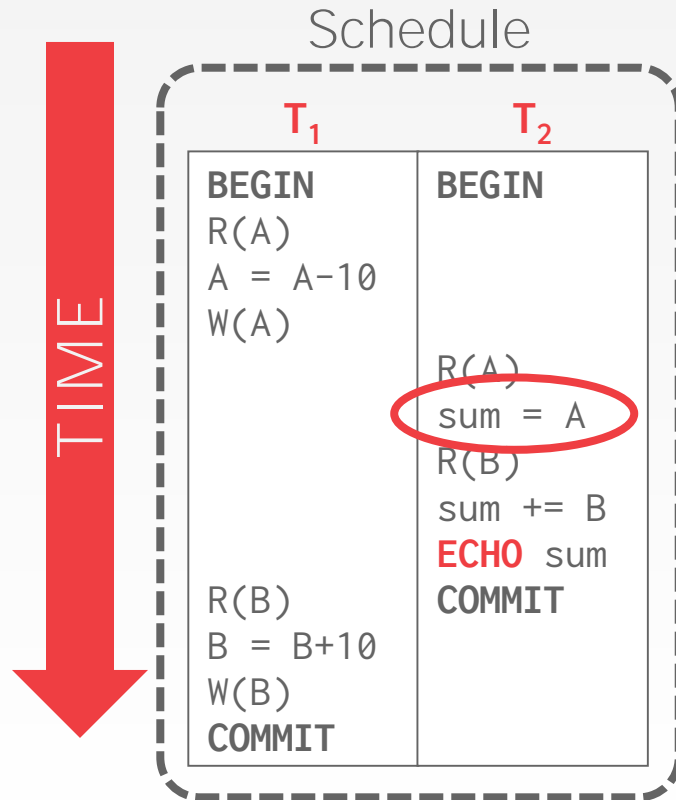 Schedule
TIME
T₁ T₂
BEGIN BEGIN
R(A)
A = A-10
W(A)
R(A)
sum = A
R(B)
sum += B
ECHO sum
R(B) COMMIT
B = B+10
W(B)
COMMIT